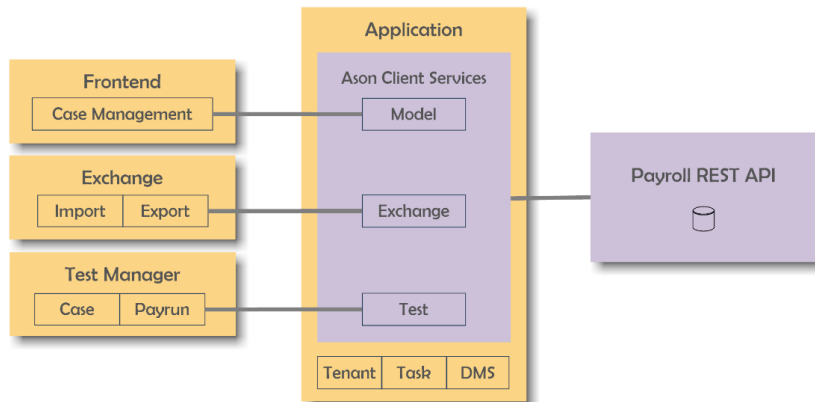 Application
Ason Client Services
Frontend
Case Management
Model
Exchange
Import Export
Exchange
Payroll REST API
Test Manager
Case Payrun
Test
Tenant Task DMS